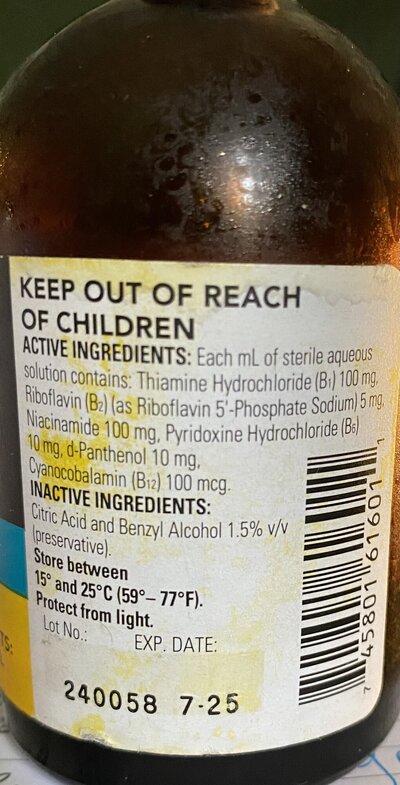 KEEP OUT OF REACH
OF CHILDREN
ACTIVE INGREDIENTS: Each mL of sterile aqueous
solution contains: Thiamine Hydrochloride (B₁) 100 mg,
Riboflavin (B₂) (as Riboflavin 5'-Phosphate Sodium) 5 mg,
Niacinamide 100 mg, Pyridoxine Hydrochloride (B₆)
10 mg, d-Panthenol 10 mg,
Cyanocobalamin (B₁₂) 100 mcg.
INACTIVE INGREDIENTS:
Citric Acid and Benzyl Alcohol 1.5% v/v
(preservative).
Store between
15° and 25°C (59°– 77°F).
Protect from light.
Lot No.: EXP. DATE:
240058 7-25
7 45801 61601 1
TS: